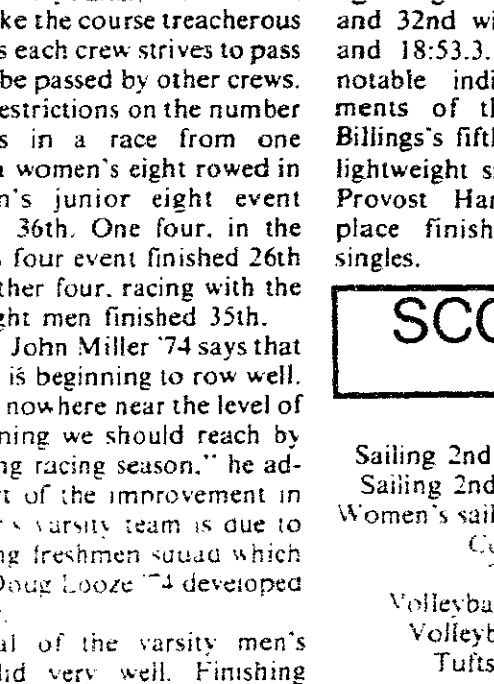 ke the course treacherous
s each crew strives to pass
be passed by other crews.
estrictions on the number
s in a race from one
a women's eight rowed in
n's junior eight event
36th. One four, in the
four event finished 26th
ther four, racing with the
ght men finished 35th.
John Miller '74 says that
is beginning to row well.
nowhere near the level of
ning we should reach by
ng racing season," he ad-
rt of the improvement in
varsity team is due to
ng freshmen squad which
Doug Looze '74 developed
al of the varsity men's
did very well. Finishing
and 32nd wi
and 18:53.3.
notable indi
ments of th
Billings's fifth
lightweight s
Provost Har
place finish
singles.
SCO
Sailing 2nd
Sailing 2nd
Women's sail
Volleyba
Volleyb
Tufts